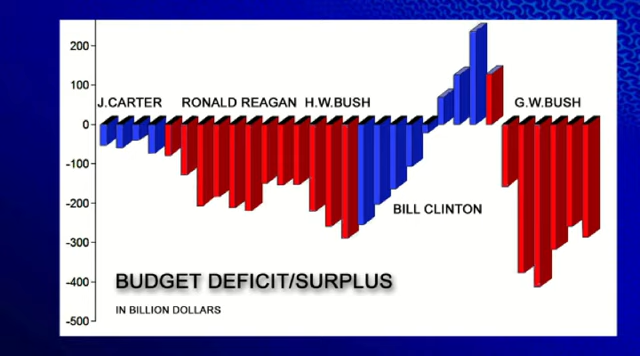 200
100
0
-100
-200
-300
-400
-500
J.CARTER RONALD REAGAN H.W.BUSH G.W.BUSH
BILL CLINTON
BUDGET DEFICIT/SURPLUS
IN BILLION DOLLARS